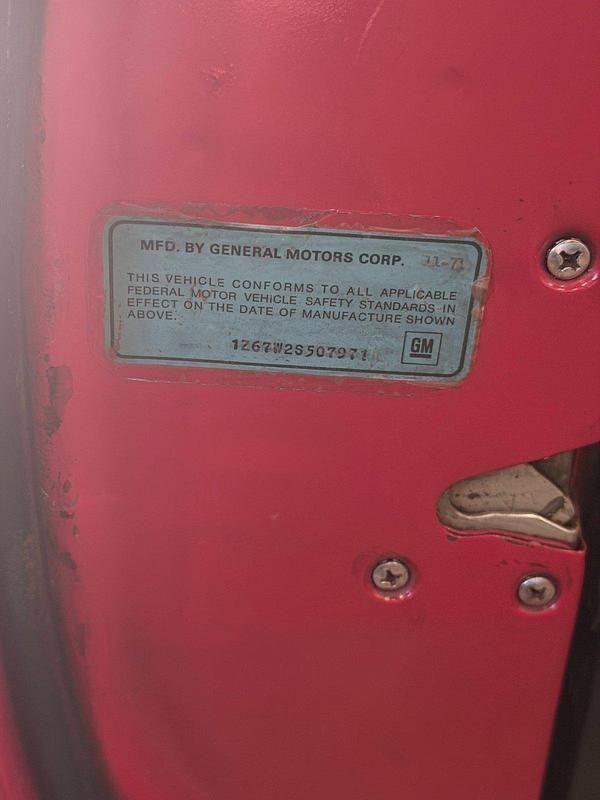 MFD. BY GENERAL MOTORS CORP. 11-71
THIS VEHICLE CONFORMS TO ALL APPLICABLE
FEDERAL MOTOR VEHICLE SAFETY STANDARDS IN
EFFECT ON THE DATE OF MANUFACTURE SHOWN
ABOVE.
1Z67W2S507971
GM